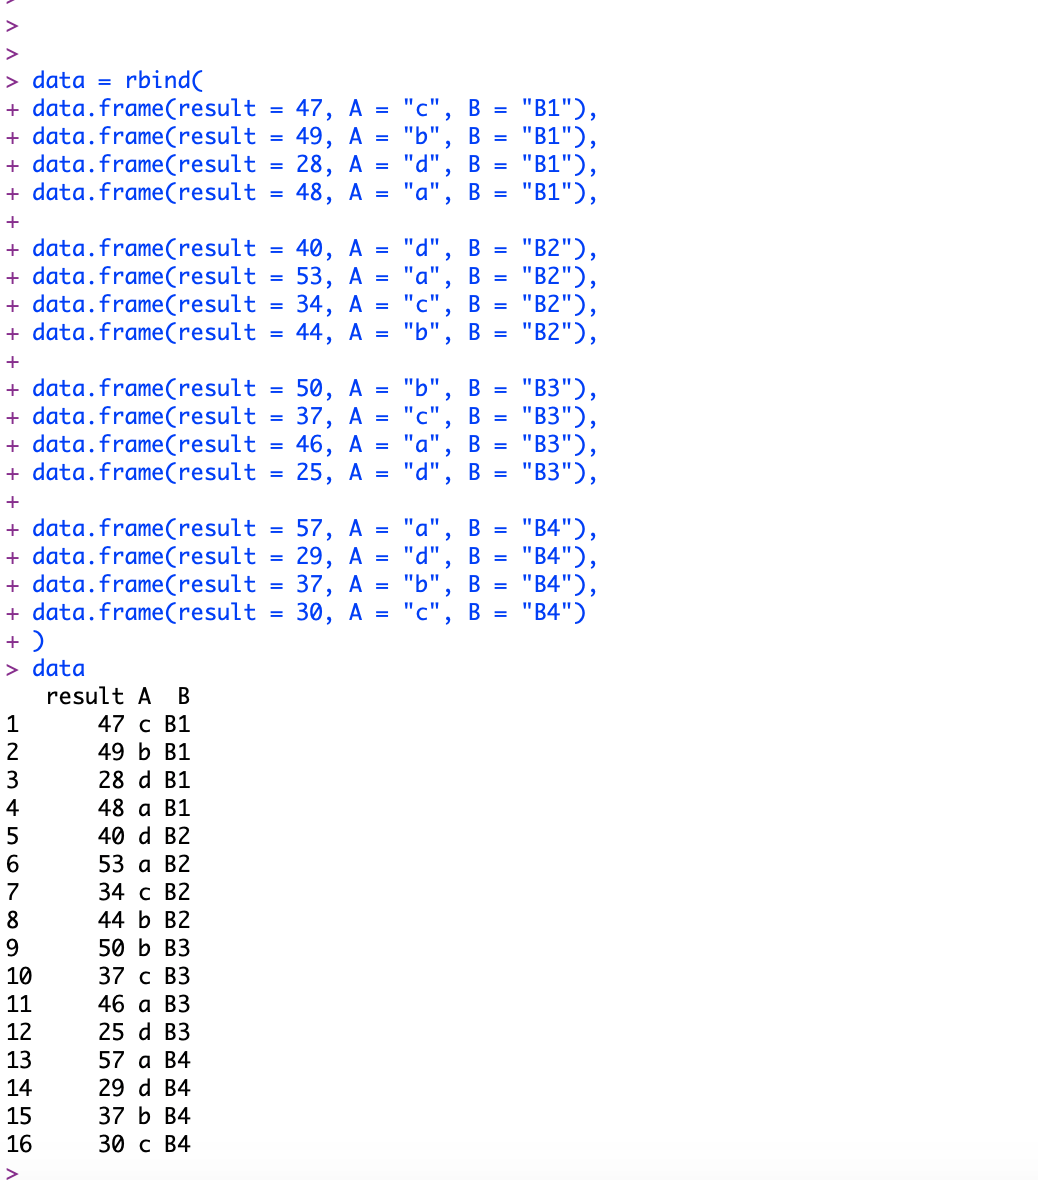 >
>
>
> data = rbind(
+ data.frame(result = 47, A = "c", B = "B1"),
+ data.frame(result = 49, A = "b", B = "B1"),
+ data.frame(result = 28, A = "d", B = "B1"),
+ data.frame(result = 48, A = "a", B = "B1"),
+
+ data.frame(result = 40, A = "d", B = "B2"),
+ data.frame(result = 53, A = "a", B = "B2"),
+ data.frame(result = 34, A = "c", B = "B2"),
+ data.frame(result = 44, A = "b", B = "B2"),
+
+ data.frame(result = 50, A = "b", B = "B3"),
+ data.frame(result = 37, A = "c", B = "B3"),
+ data.frame(result = 46, A = "a", B = "B3"),
+ data.frame(result = 25, A = "d", B = "B3"),
+
+ data.frame(result = 57, A = "a", B = "B4"),
+ data.frame(result = 29, A = "d", B = "B4"),
+ data.frame(result = 37, A = "b", B = "B4"),
+ data.frame(result = 30, A = "c", B = "B4")
+ )
> data
   result A  B
1      47 c B1
2      49 b B1
3      28 d B1
4      48 a B1
5      40 d B2
6      53 a B2
7      34 c B2
8      44 b B2
9      50 b B3
10     37 c B3
11     46 a B3
12     25 d B3
13     57 a B4
14     29 d B4
15     37 b B4
16     30 c B4
>